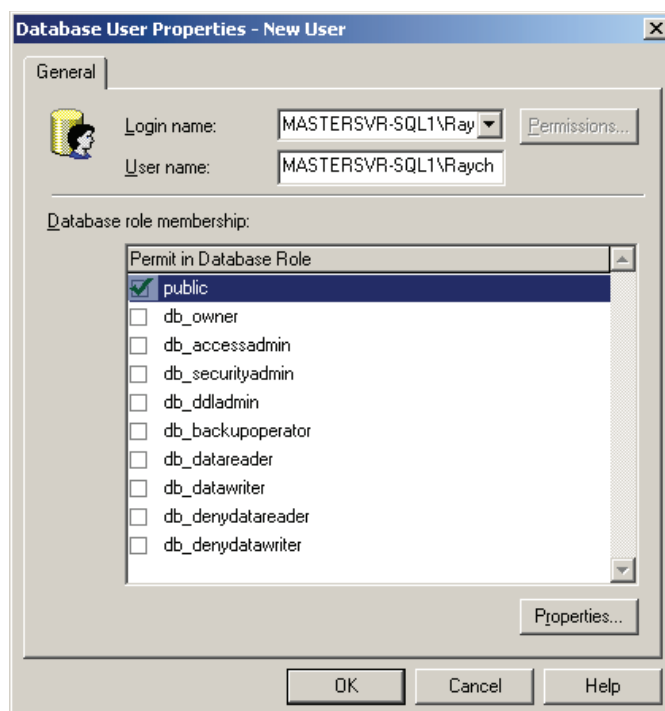 Database User Properties - New User
General
Login name: MASTERSVR-SQL1\Ray Permissions...
User name: MASTERSVR-SQL1\Raych
Database role membership:
Permit in Database Role
public
db_owner
db_accessadmin
db_securityadmin
db_ddladmin
db_backupoperator
db_datareader
db_datawriter
db_denydatareader
db_denydatawriter
Properties...
OK Cancel Help